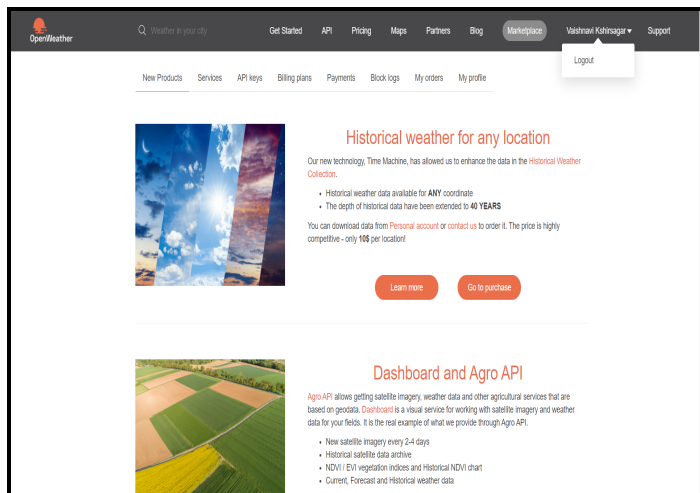 OpenWeather
Weather in your city
Get Started API Pricing Maps Partners Blog Marketplace Vaishnavi Kshirsagar Support
Logout
New Products Services API keys Billing plans Payments Block logs My orders My profile
Historical weather for any location
Our new technology, Time Machine, has allowed us to enhance the data in the Historical Weather
Collection.
• Historical weather data available for ANY coordinate
• The depth of historical data have been extended to 40 YEARS
You can download data from Personal account or contact us to order it. The price is highly
competitive - only 10$ per location!
Learn more Go to purchase
Dashboard and Agro API
Agro API allows getting satellite imagery, weather data and other agricultural services that are
based on geodata. Dashboard is a visual service for working with satellite imagery and weather
data for your fields. It is the real example of what we provide through Agro API.
• New satellite imagery every 2-4 days
• Historical satellite data archive
• NDVI / EVI vegetation indices and Historical NDVI chart
• Current, Forecast and Historical weather data